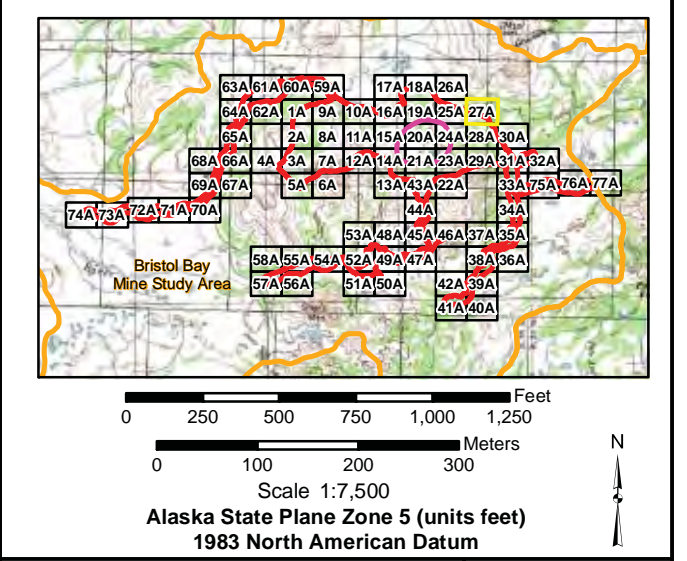 63A 61A 60A 59A 17A 18A 26A
64A 62A 1A 9A 10A 16A 19A 25A 27A
65A 2A 8A 11A 15A 20A 24A 28A 30A
68A 66A 4A 3A 7A 12A 14A 21A 23A 29A 31A 32A
69A 67A 5A 6A 13A 43A 22A 33A 75A 76A 77A
74A 73A 72A 71A 70A 44A 34A
53A 48A 45A 46A 37A 35A
58A 55A 54A 52A 49A 47A 38A 36A
57A 56A 51A 50A 42A 39A
41A 40A
Bristol Bay
Mine Study Area
Feet
0 250 500 750 1,000 1,250
Meters
0 100 200 300
N
Scale 1:7,500
Alaska State Plane Zone 5 (units feet)
1983 North American Datum